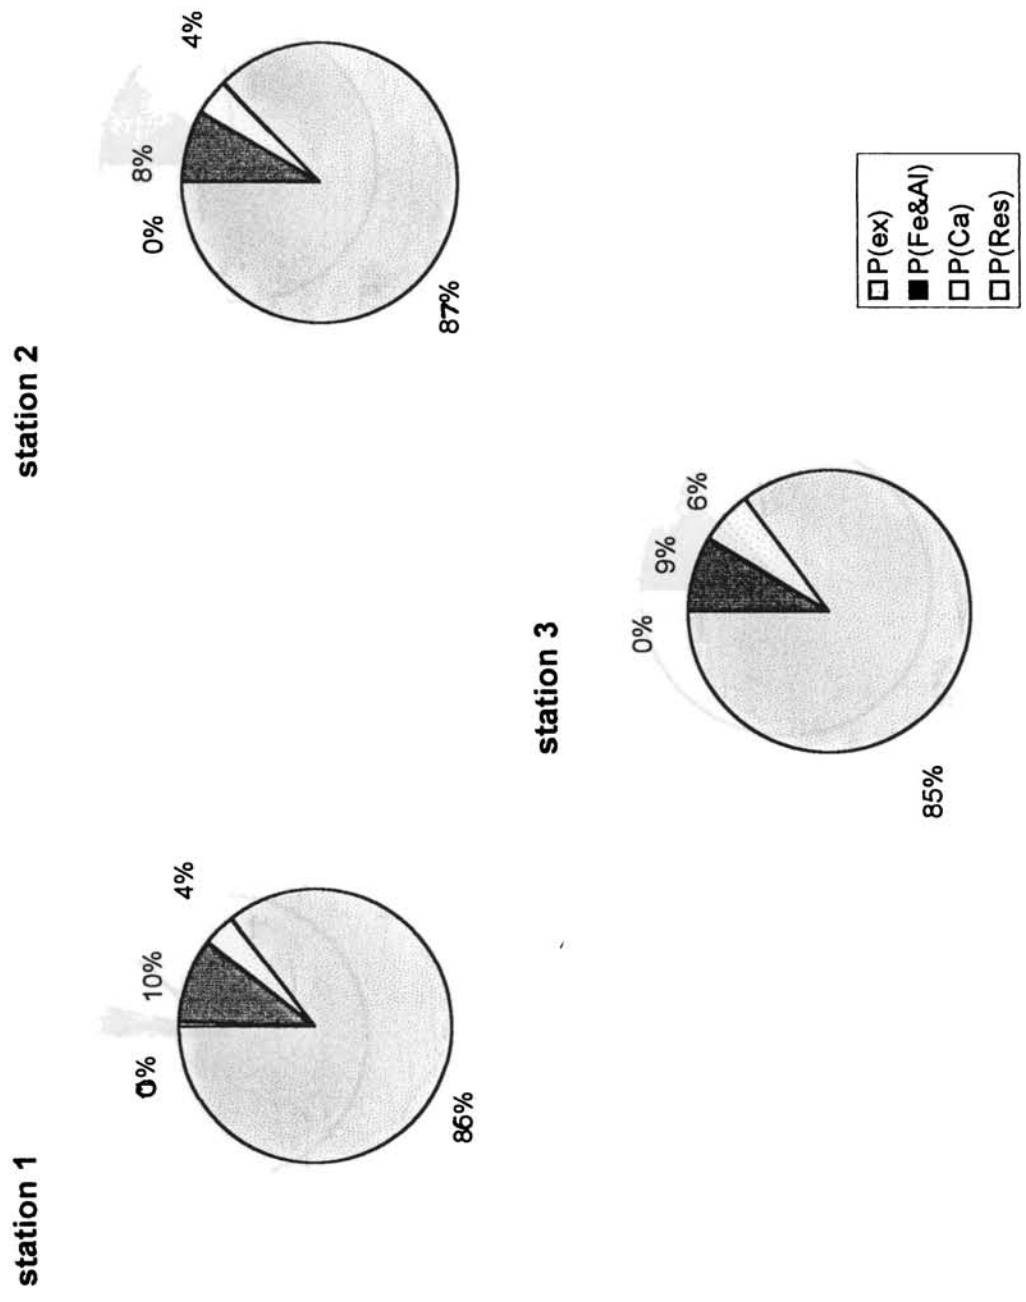 station 1
10%
4%
86%
station 2
0%
8%
4%
87%
station 3
0%
9%
6%
85%
P(ex)
P(Fe&Al)
P(Ca)
P(Res)